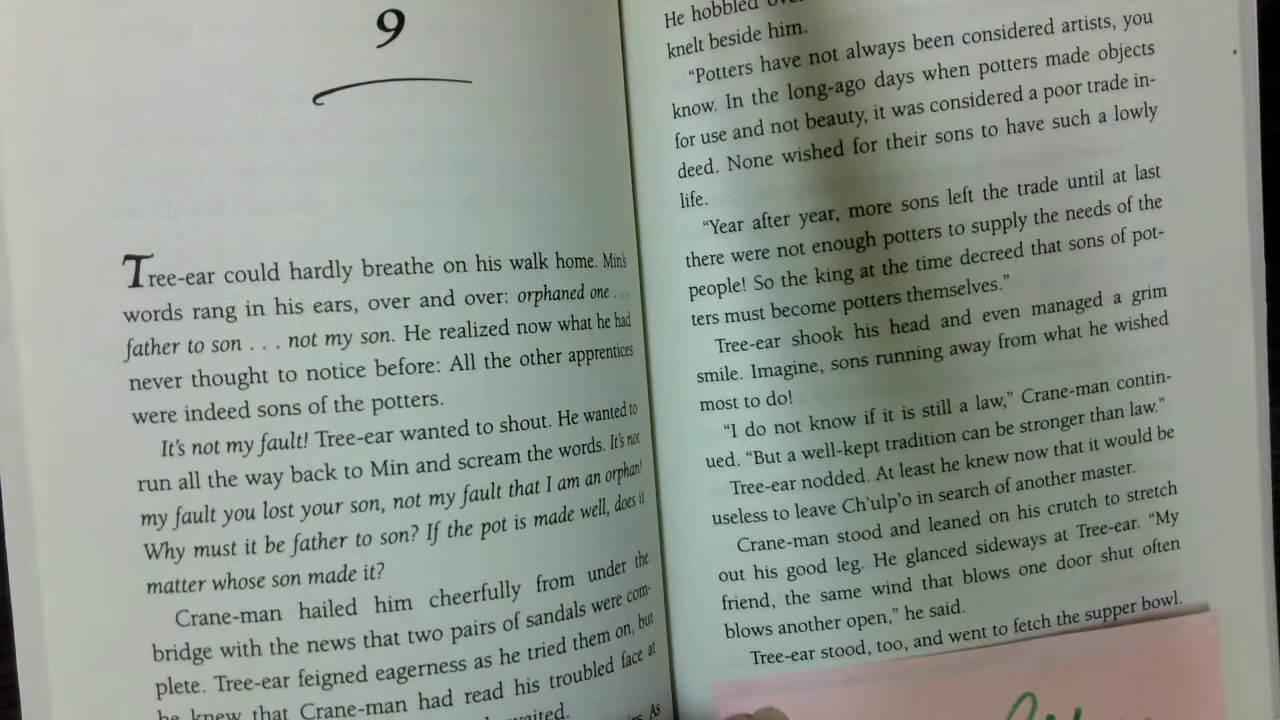 9
Tree-ear could hardly breathe on his walk home. Min's
words rang in his ears, over and over: orphaned one . . .
father to son . . . not my son. He realized now what he had
never thought to notice before: All the other apprentices
were indeed sons of the potters.
It's not my fault! Tree-ear wanted to shout. He wanted to
run all the way back to Min and scream the words. It's not
my fault you lost your son, not my fault that I am an orphan!
Why must it be father to son? If the pot is made well, does it
matter whose son made it?
Crane-man hailed him cheerfully from under the
bridge with the news that two pairs of sandals were com-
plete. Tree-ear feigned eagerness as he tried them on, but
he knew that Crane-man had read his troubled face at
waited.
As
He hobbled over
knelt beside him.
“Potters have not always been considered artists, you
know. In the long-ago days when potters made objects
for use and not beauty, it was considered a poor trade in-
deed. None wished for their sons to have such a lowly
life.
“Year after year, more sons left the trade until at last
there were not enough potters to supply the needs of the
people! So the king at the time decreed that sons of pot-
ters must become potters themselves.”
Tree-ear shook his head and even managed a grim
smile. Imagine, sons running away from what he wished
most to do!
“I do not know if it is still a law,” Crane-man contin-
ued. “But a well-kept tradition can be stronger than law.”
Tree-ear nodded. At least he knew now that it would be
useless to leave Ch'ulp'o in search of another master.
Crane-man stood and leaned on his crutch to stretch
out his good leg. He glanced sideways at Tree-ear. “My
friend, the same wind that blows one door shut often
blows another open,” he said.
Tree-ear stood, too, and went to fetch the supper bowl.